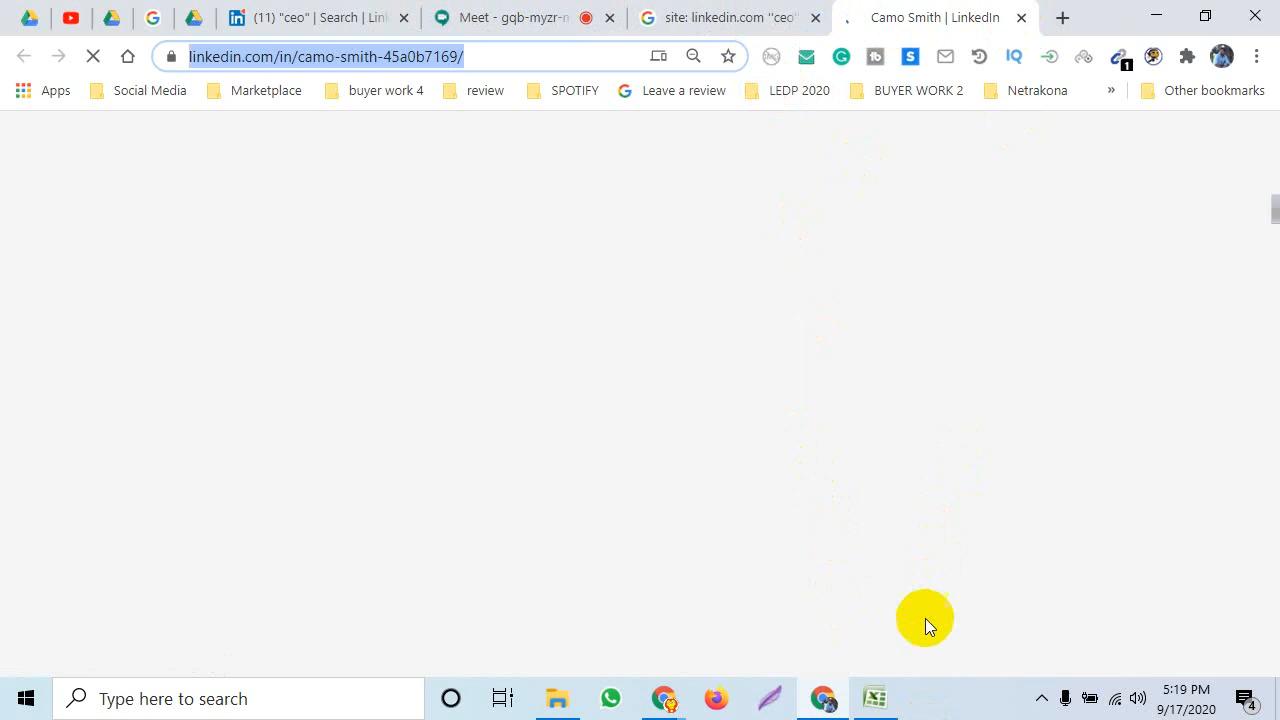 (11) "ceo" | Search | Lin
Meet - gqb-myzr-n
site: linkedin.com "ceo"
Camo Smith | LinkedIn
linkedin.com/in/camo-smith-45a0b7169/
1
Apps
Social Media
Marketplace
buyer work 4
review
SPOTIFY
Leave a review
LEDP 2020
BUYER WORK 2
Netrakona
»
Other bookmarks
Type here to search
5:19 PM
9/17/2020
4